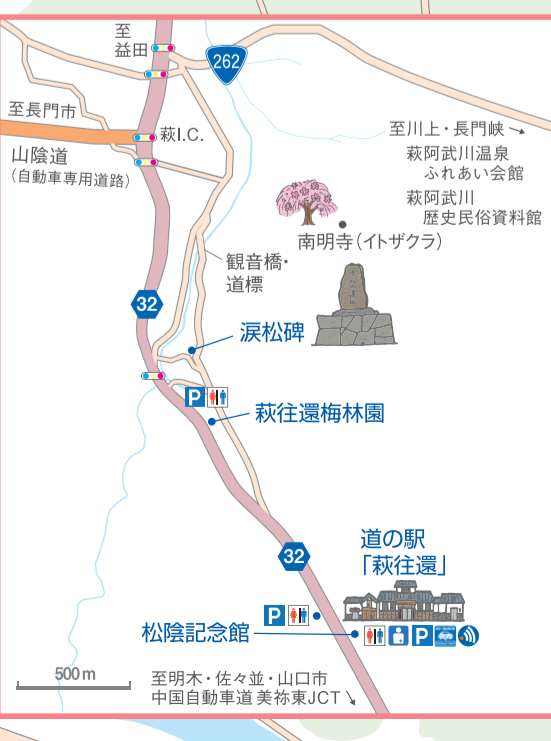 至
益田
262
至長門市
萩I.C.
山陰道
(自動車専用道路)
至川上・長門峡
萩阿武川温泉
ふれあい会館
萩阿武川
歴史民俗資料館
南明寺(イトザクラ)
観音橋・
道標
32
涙松碑
P
萩往還梅林園
32
道の駅
「萩往還」
P
松陰記念館
P
500m
至明木・佐々並・山口市
中国自動車道 美祢東JCT